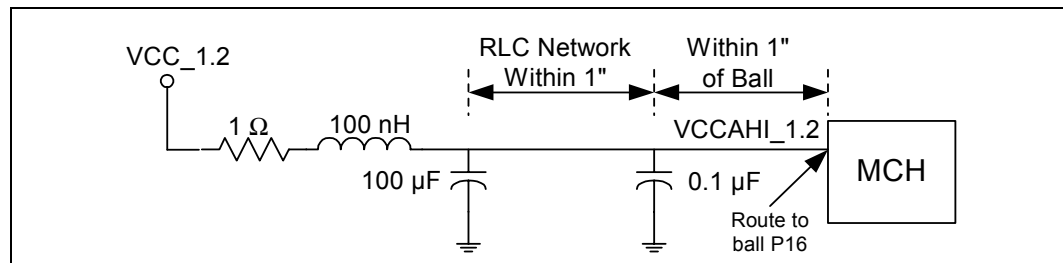 VCC_1.2
RLC Network
Within 1"
Within 1"
of Ball
1 Ω
100 nH
VCCAHI_1.2
100 µF
0.1 µF
MCH
Route to
ball P16